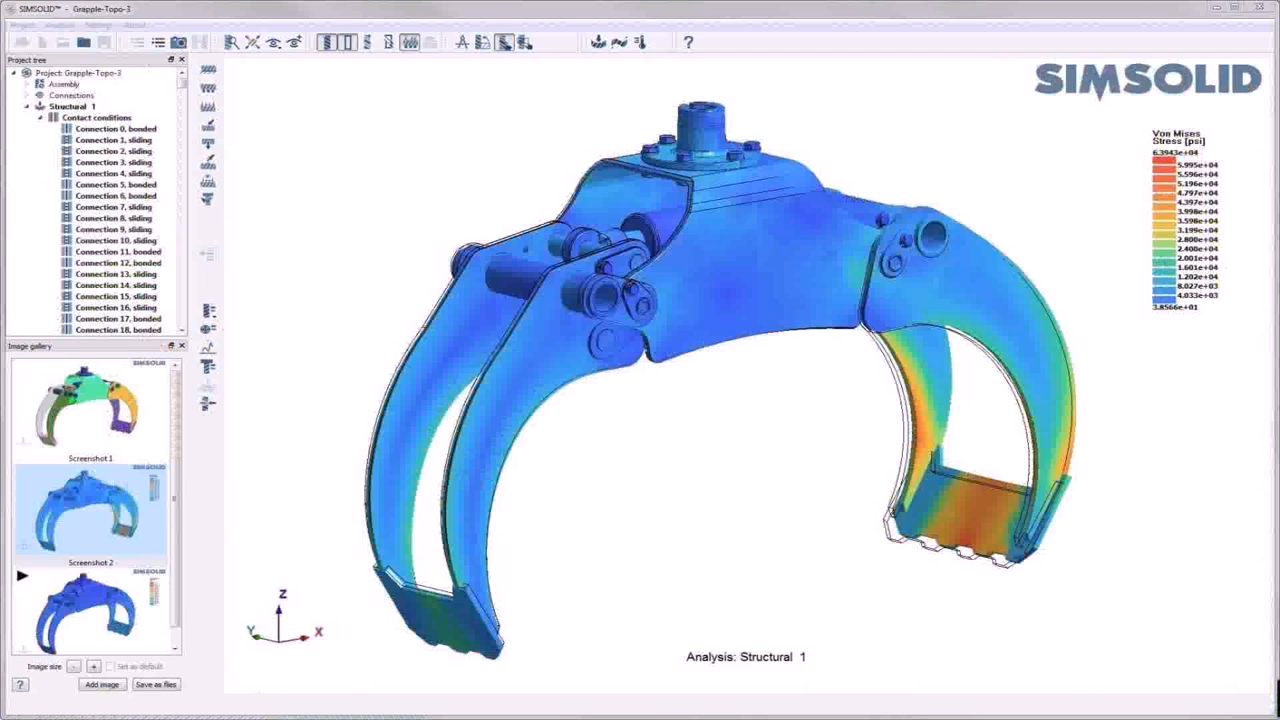 SIMSOLID™ - Grapple-Topo-3
Project tree
Project: Grapple-Topo-3
Assembly
Connections
Structural 1
Contact conditions
Connection 0, bonded
Connection 1, sliding
Connection 2, sliding
Connection 3, sliding
Connection 4, sliding
Connection 5, bonded
Connection 6, bonded
Connection 7, sliding
Connection 8, sliding
Connection 9, sliding
Connection 10, sliding
Connection 11, bonded
Connection 12, bonded
Connection 13, sliding
Connection 14, sliding
Connection 15, sliding
Connection 16, sliding
Connection 17, bonded
Connection 18, bonded
Image gallery
SIMSOLID
Screenshot 1
SIMSOLID
Screenshot 2
SIMSOLID
Image size - + Set as default
? Add image Save as files
SIMSOLID
Von Mises
Stress [psi]
6.3943e+04
5.995e+04
5.596e+04
5.196e+04
4.797e+04
4.397e+04
3.998e+04
3.598e+04
3.199e+04
2.800e+04
2.400e+04
2.001e+04
1.601e+04
1.202e+04
8.027e+03
4.033e+03
3.8566e+01
Z
Y
X
Analysis: Structural 1